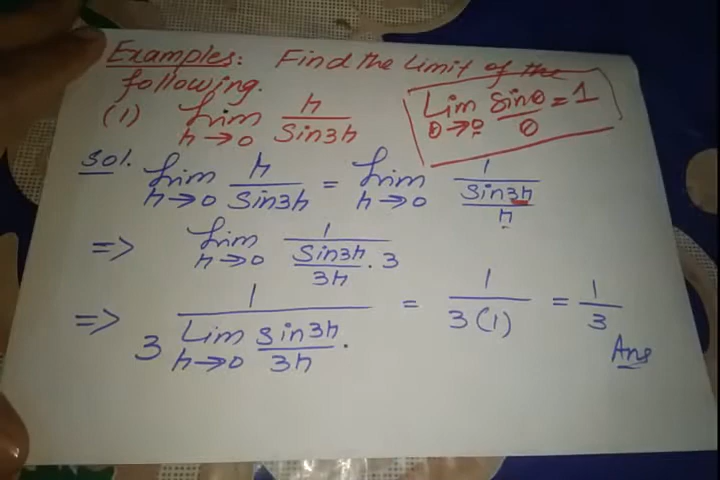 Examples: Find the Limit of the
following.
(1) Lim h→0 h/Sin3h
Lim θ→0 Sinθ/θ = 1
Sol. Lim h→0 h/Sin3h = Lim h→0 1/(Sin3h/h)
=> Lim h→0 1/(Sin3h/3h . 3)
=> 1/(3 Lim h→0 Sin3h/3h .) = 1/3(1) = 1/3
Ans